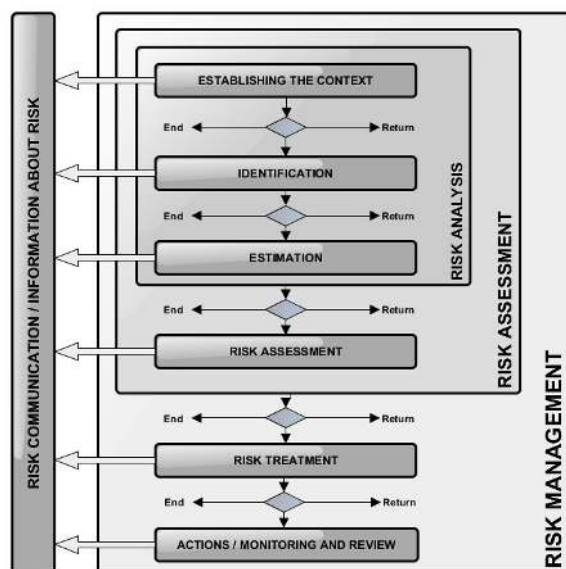 RISK COMMUNICATION / INFORMATION ABOUT RISK
ESTABLISHING THE CONTEXT
End
Return
IDENTIFICATION
End
Return
ESTIMATION
RISK ANALYSIS
End
Return
RISK ASSESSMENT
RISK ASSESSMENT
End
Return
RISK TREATMENT
End
Return
ACTIONS / MONITORING AND REVIEW
RISK MANAGEMENT